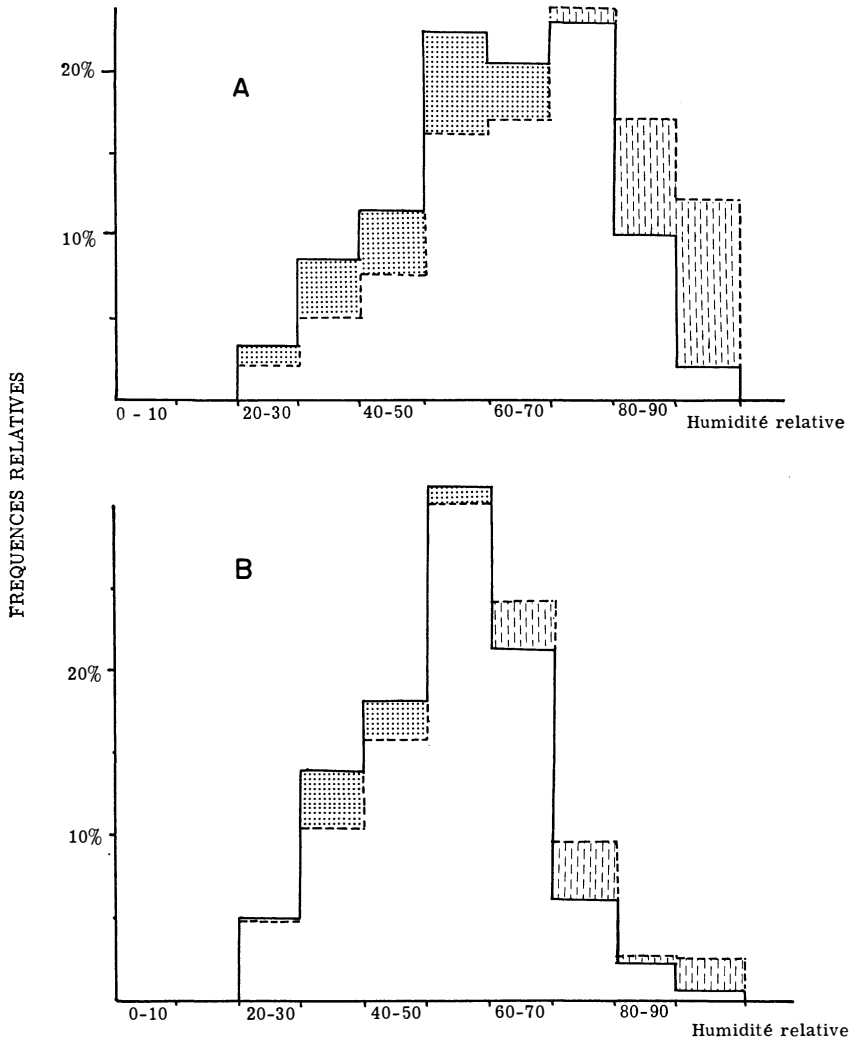 FREQUENCES RELATIVES
A
20%
10%
0 - 10 20-30 40-50 60-70 80-90
Humidité relative
B
20%
10%
0-10 20-30 40-50 60-70 80-90
Humidité relative